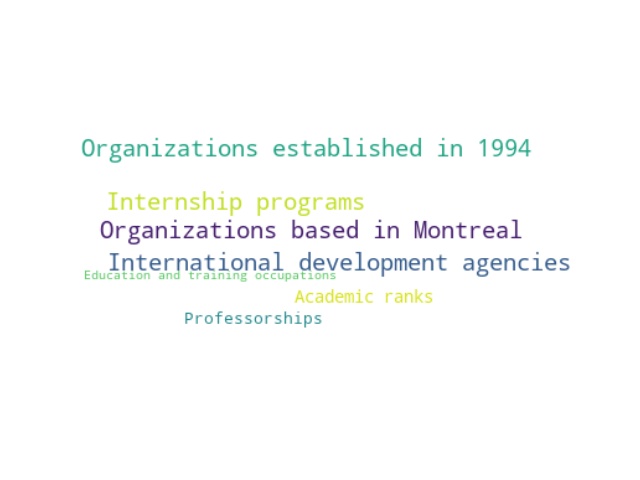 Organizations established in 1994
Internship programs
Organizations based in Montreal
International development agencies
Education and training occupations
Academic ranks
Professorships